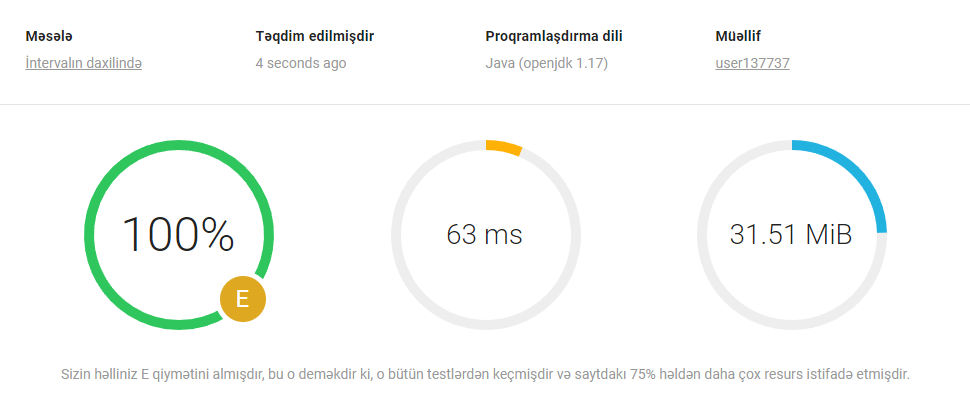 Məsələ Təqdim edilmişdir Proqramlaşdırma dili Müəllif
İntervalın daxilində 4 seconds ago Java (openjdk 1.17) user137737
100% 63 ms 31.51 MiB
E
Sizin həlliniz E qiymətini almışdır, bu o deməkdir ki, o bütün testlərdən keçmişdir və saytdakı 75% həldən daha çox resurs istifadə etmişdir.